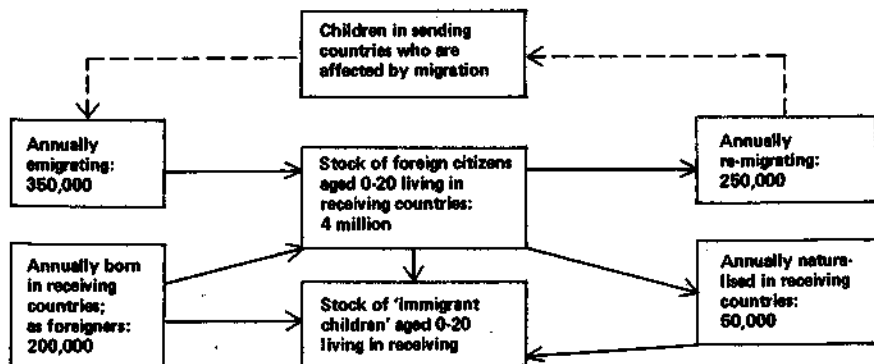 Children in sending
countries who are
affected by migration
Annually
emigrating:
350,000
Stock of foreign citizens
aged 0-20 living in
receiving countries:
4 million
Annually
re-migrating:
250,000
Annually born
in receiving
countries;
as foreigners:
200,000
Stock of 'immigrant
children' aged 0-20
living in receiving
Annually natura-
lised in receiving
countries:
50,000